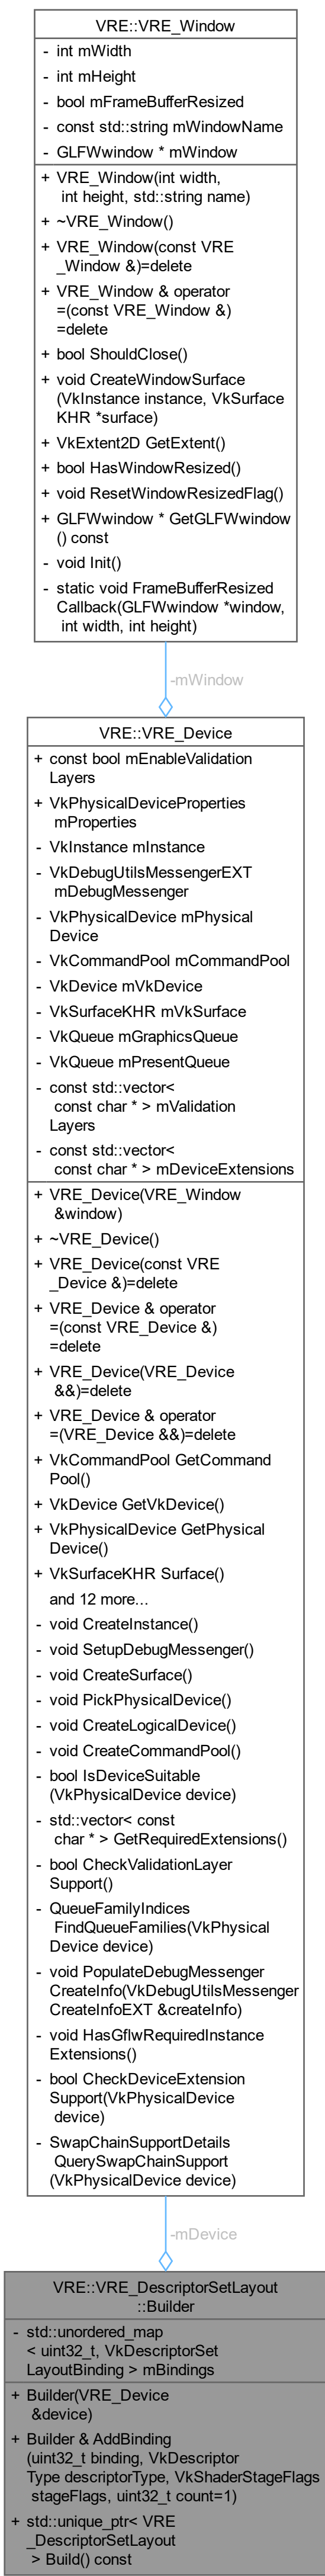 VRE::VRE_Window
- int mWidth
- int mHeight
- bool mFrameBufferResized
- const std::string mWindowName
- GLFWwindow * mWindow
+ VRE_Window(int width,
int height, std::string name)
+ ~VRE_Window()
+ VRE_Window(const VRE
_Window &)=delete
+ VRE_Window & operator
=(const VRE_Window &)
=delete
+ bool ShouldClose()
+ void CreateWindowSurface
(VkInstance instance, VkSurface
KHR *surface)
+ VkExtent2D GetExtent()
+ bool HasWindowResized()
+ void ResetWindowResizedFlag()
+ GLFWwindow * GetGLFWwindow
() const
- void Init()
- static void FrameBufferResized
Callback(GLFWwindow *window,
int width, int height)
-mWindow
VRE::VRE_Device
+ const bool mEnableValidation
Layers
+ VkPhysicalDeviceProperties
mProperties
- VkInstance mInstance
- VkDebugUtilsMessengerEXT
mDebugMessenger
- VkPhysicalDevice mPhysical
Device
- VkCommandPool mCommandPool
- VkDevice mVkDevice
- VkSurfaceKHR mVkSurface
- VkQueue mGraphicsQueue
- VkQueue mPresentQueue
- const std::vector<
const char * > mValidation
Layers
- const std::vector<
const char * > mDeviceExtensions
+ VRE_Device(VRE_Window
&window)
+ ~VRE_Device()
+ VRE_Device(const VRE
_Device &)=delete
+ VRE_Device & operator
=(const VRE_Device &)
=delete
+ VRE_Device(VRE_Device
&&)=delete
+ VRE_Device & operator
=(VRE_Device &&)=delete
+ VkCommandPool GetCommand
Pool()
+ VkDevice GetVkDevice()
+ VkPhysicalDevice GetPhysical
Device()
+ VkSurfaceKHR Surface()
and 12 more...
- void CreateInstance()
- void SetupDebugMessenger()
- void CreateSurface()
- void PickPhysicalDevice()
- void CreateLogicalDevice()
- void CreateCommandPool()
- bool IsDeviceSuitable
(VkPhysicalDevice device)
- std::vector< const
char * > GetRequiredExtensions()
- bool CheckValidationLayer
Support()
- QueueFamilyIndices
FindQueueFamilies(VkPhysical
Device device)
- void PopulateDebugMessenger
CreateInfo(VkDebugUtilsMessenger
CreateInfoEXT &createInfo)
- void HasGflwRequiredInstance
Extensions()
- bool CheckDeviceExtension
Support(VkPhysicalDevice
device)
- SwapChainSupportDetails
QuerySwapChainSupport
(VkPhysicalDevice device)
-mDevice
VRE::VRE_DescriptorSetLayout
::Builder
- std::unordered_map
< uint32_t, VkDescriptorSet
LayoutBinding > mBindings
+ Builder(VRE_Device
&device)
+ Builder & AddBinding
(uint32_t binding, VkDescriptor
Type descriptorType, VkShaderStageFlags
stageFlags, uint32_t count=1)
+ std::unique_ptr< VRE
_DescriptorSetLayout
> Build() const